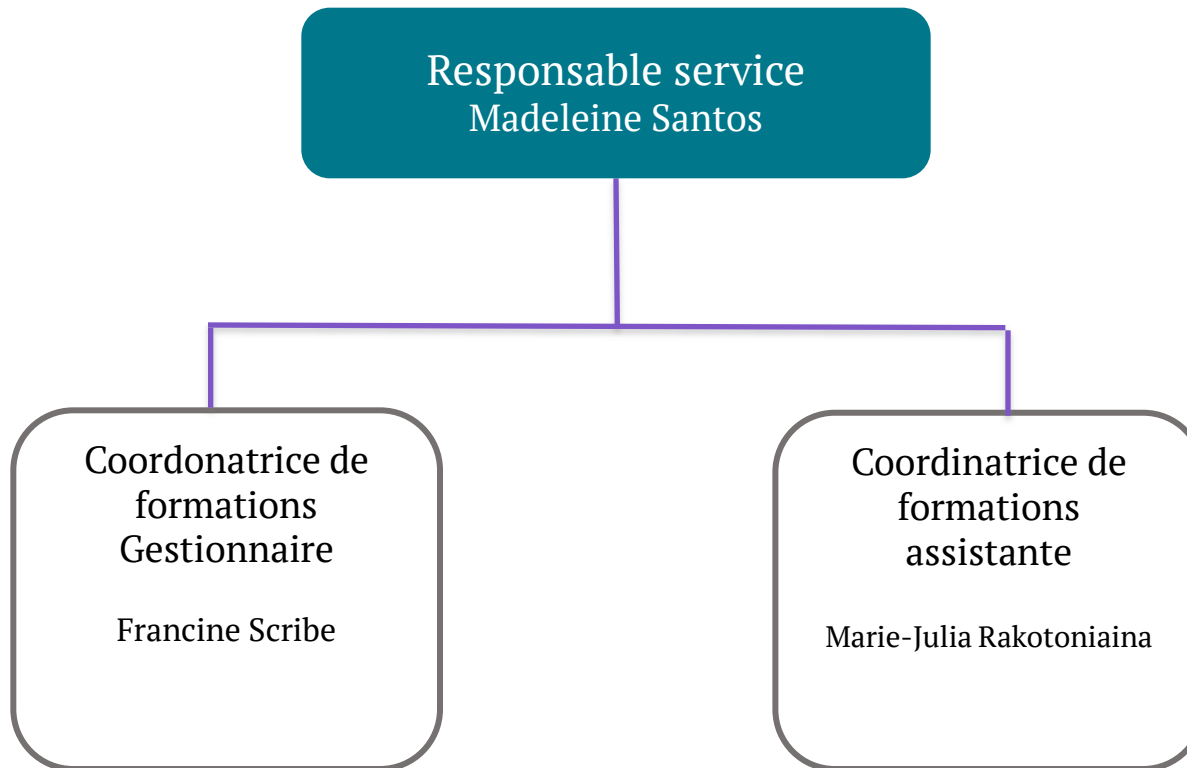 Responsable service
Madeleine Santos
Coordonatrice de
formations
Gestionnaire
Francine Scribe
Coordinatrice de
formations
assistante
Marie-Julia Rakotoniaina